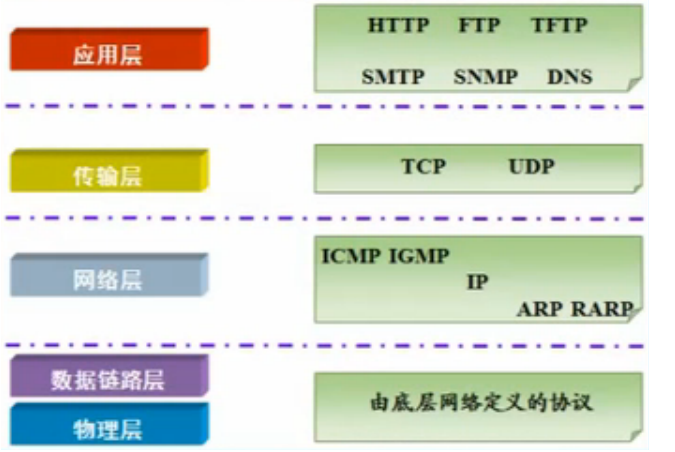 应用层
HTTP FTP TFTP
SMTP SNMP DNS
传输层
TCP UDP
网络层
ICMP IGMP
IP
ARP RARP
数据链路层
物理层
由底层网络定义的协议